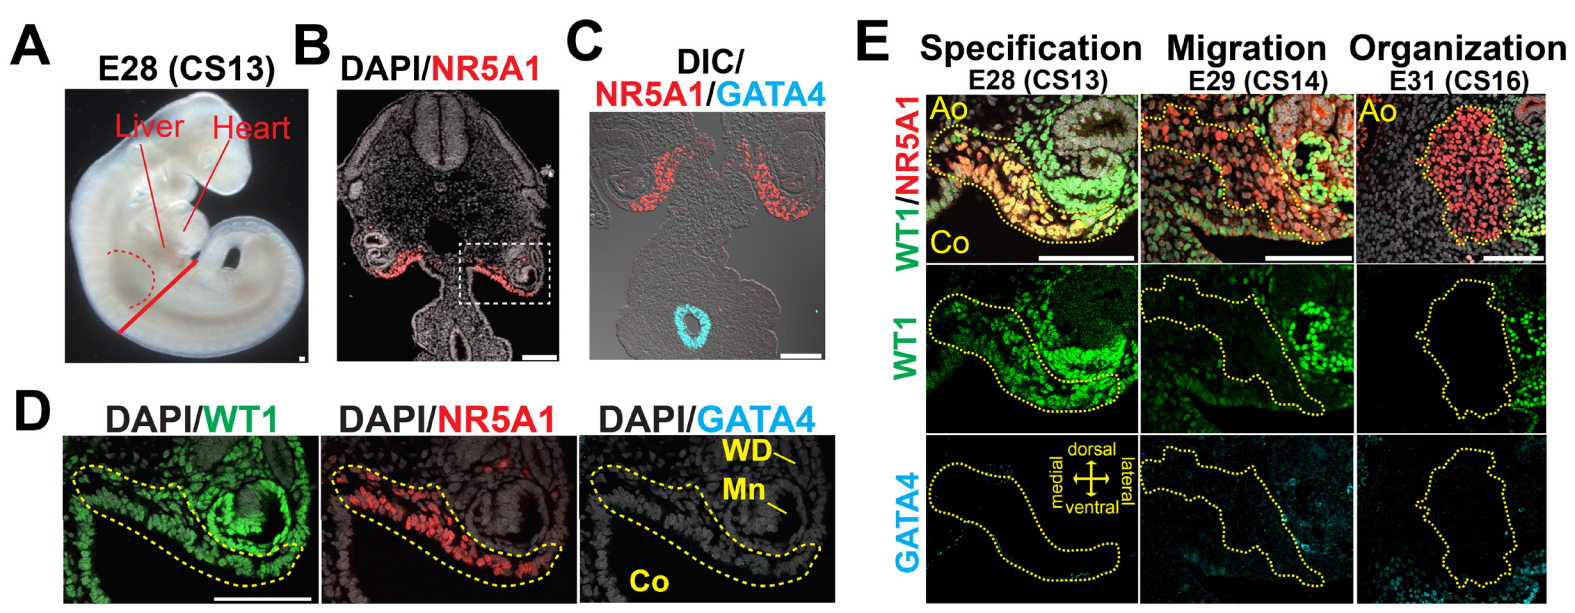 A
E28 (CS13)
Liver Heart
B
DAPI/NR5A1
C
DIC/
NR5A1/GATA4
D
DAPI/WT1
DAPI/NR5A1
DAPI/GATA4
WD
Mn
Co
E
Specification
E28 (CS13)
Migration
E29 (CS14)
Organization
E31 (CS16)
WT1/NR5A1
Ao
Co
Ao
WT1
GATA4
dorsal
medial
lateral
ventral